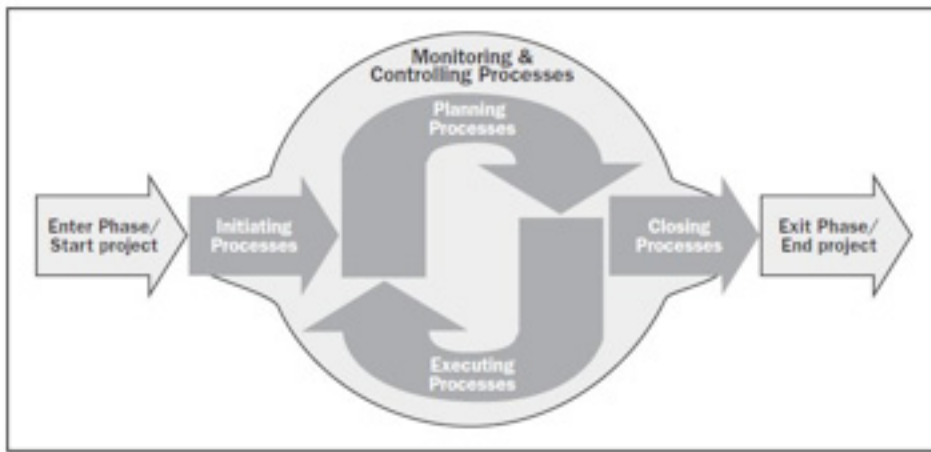 Monitoring &
Controlling Processes
Planning
Processes
Enter Phase/
Start project
Initiating
Processes
Closing
Processes
Exit Phase/
End project
Executing
Processes